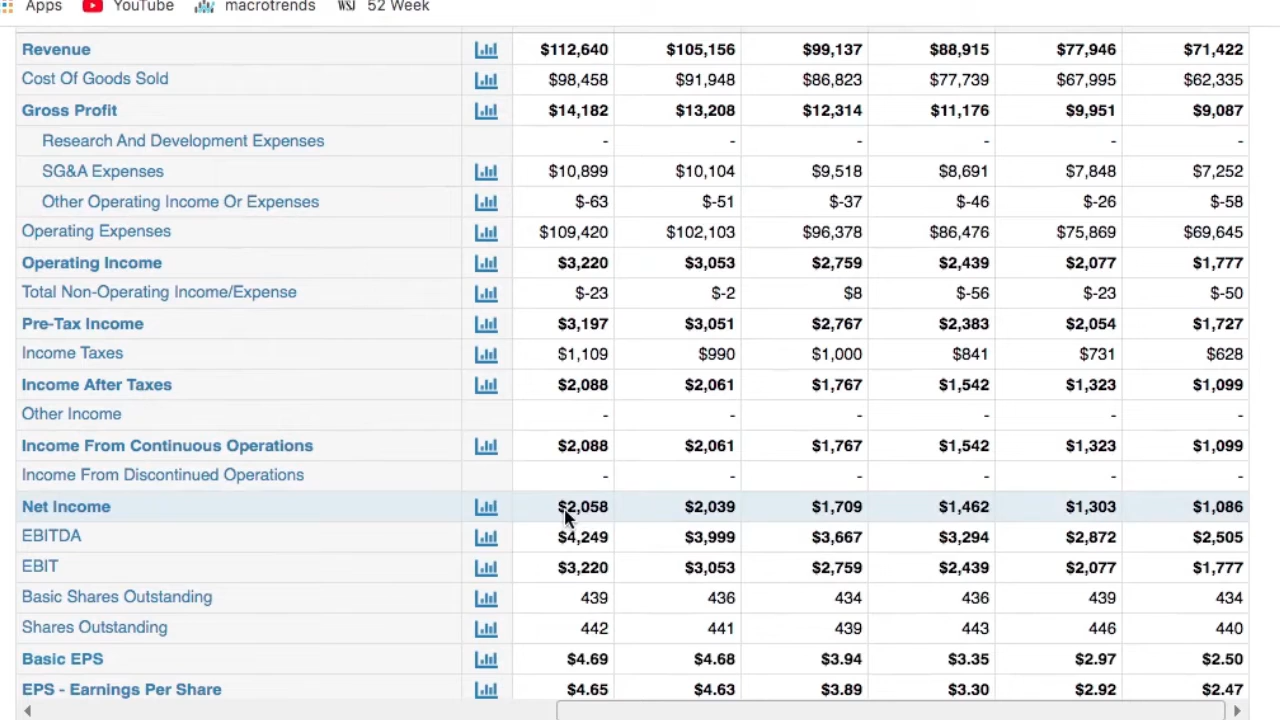 Apps YouTube macrotrends WSJ 52 Week
Revenue $112,640 $105,156 $99,137 $88,915 $77,946 $71,422
Cost Of Goods Sold $98,458 $91,948 $86,823 $77,739 $67,995 $62,335
Gross Profit $14,182 $13,208 $12,314 $11,176 $9,951 $9,087
Research And Development Expenses - - - - - -
SG&A Expenses $10,899 $10,104 $9,518 $8,691 $7,848 $7,252
Other Operating Income Or Expenses $-63 $-51 $-37 $-46 $-26 $-58
Operating Expenses $109,420 $102,103 $96,378 $86,476 $75,869 $69,645
Operating Income $3,220 $3,053 $2,759 $2,439 $2,077 $1,777
Total Non-Operating Income/Expense $-23 $-2 $8 $-56 $-23 $-50
Pre-Tax Income $3,197 $3,051 $2,767 $2,383 $2,054 $1,727
Income Taxes $1,109 $990 $1,000 $841 $731 $628
Income After Taxes $2,088 $2,061 $1,767 $1,542 $1,323 $1,099
Other Income - - - - - -
Income From Continuous Operations $2,088 $2,061 $1,767 $1,542 $1,323 $1,099
Income From Discontinued Operations - - - - - -
Net Income $2,058 $2,039 $1,709 $1,462 $1,303 $1,086
EBITDA $4,249 $3,999 $3,667 $3,294 $2,872 $2,505
EBIT $3,220 $3,053 $2,759 $2,439 $2,077 $1,777
Basic Shares Outstanding 439 436 434 436 439 434
Shares Outstanding 442 441 439 443 446 440
Basic EPS $4.69 $4.68 $3.94 $3.35 $2.97 $2.50
EPS - Earnings Per Share $4.65 $4.63 $3.89 $3.30 $2.92 $2.47